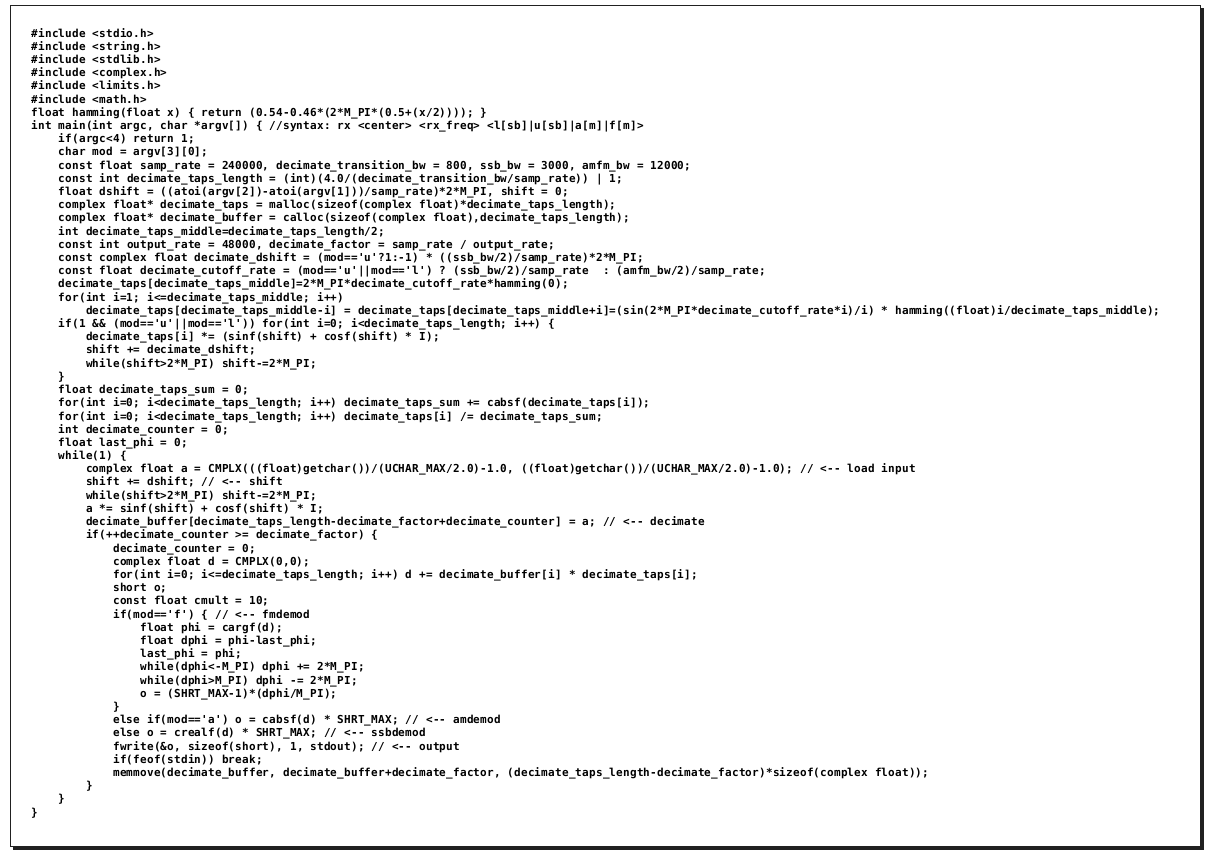 #include <stdio.h>
#include <string.h>
#include <stdlib.h>
#include <complex.h>
#include <limits.h>
#include <math.h>
float hamming(float x) { return (0.54-0.46*(2*M_PI*(0.5+(x/2)))); }
int main(int argc, char *argv[]) { //syntax: rx <center> <rx_freq> <l[sb]|u[sb]|a[m]|f[m]>
    if(argc<4) return 1;
    char mod = argv[3][0];
    const float samp_rate = 240000, decimate_transition_bw = 800, ssb_bw = 3000, amfm_bw = 12000;
    const int decimate_taps_length = (int)(4.0/(decimate_transition_bw/samp_rate)) | 1;
    float dshift = ((atoi(argv[2])-atoi(argv[1]))/samp_rate)*2*M_PI, shift = 0;
    complex float* decimate_taps = malloc(sizeof(complex float)*decimate_taps_length);
    complex float* decimate_buffer = calloc(sizeof(complex float),decimate_taps_length);
    int decimate_taps_middle=decimate_taps_length/2;
    const int output_rate = 48000, decimate_factor = samp_rate / output_rate;
    const complex float decimate_dshift = (mod=='u'?1:-1) * ((ssb_bw/2)/samp_rate)*2*M_PI;
    const float decimate_cutoff_rate = (mod=='u'||mod=='l') ? (ssb_bw/2)/samp_rate  : (amfm_bw/2)/samp_rate;
    decimate_taps[decimate_taps_middle]=2*M_PI*decimate_cutoff_rate*hamming(0);
    for(int i=1; i<=decimate_taps_middle; i++)
        decimate_taps[decimate_taps_middle-i] = decimate_taps[decimate_taps_middle+i]=(sin(2*M_PI*decimate_cutoff_rate*i)/i) * hamming((float)i/decimate_taps_middle);
    if(1 && (mod=='u'||mod=='l')) for(int i=0; i<decimate_taps_length; i++) {
        decimate_taps[i] *= (sinf(shift) + cosf(shift) * I);
        shift += decimate_dshift;
        while(shift>2*M_PI) shift-=2*M_PI;
    }
    float decimate_taps_sum = 0;
    for(int i=0; i<decimate_taps_length; i++) decimate_taps_sum += cabsf(decimate_taps[i]);
    for(int i=0; i<decimate_taps_length; i++) decimate_taps[i] /= decimate_taps_sum;
    int decimate_counter = 0;
    float last_phi = 0;
    while(1) {
        complex float a = CMPLX(((float)getchar())/(UCHAR_MAX/2.0)-1.0, ((float)getchar())/(UCHAR_MAX/2.0)-1.0); // <-- load input
        shift += dshift; // <-- shift
        while(shift>2*M_PI) shift-=2*M_PI;
        a *= sinf(shift) + cosf(shift) * I;
        decimate_buffer[decimate_taps_length-decimate_factor+decimate_counter] = a; // <-- decimate
        if(++decimate_counter >= decimate_factor) {
            decimate_counter = 0;
            complex float d = CMPLX(0,0);
            for(int i=0; i<=decimate_taps_length; i++) d += decimate_buffer[i] * decimate_taps[i];
            short o;
            const float cmult = 10;
            if(mod=='f') { // <-- fmdemod
                float phi = cargf(d);
                float dphi = phi-last_phi;
                last_phi = phi;
                while(dphi<-M_PI) dphi += 2*M_PI;
                while(dphi>M_PI) dphi -= 2*M_PI;
                o = (SHRT_MAX-1)*(dphi/M_PI);
            }
            else if(mod=='a') o = cabsf(d) * SHRT_MAX; // <-- amdemod
            else o = crealf(d) * SHRT_MAX; // <-- ssbdemod
            fwrite(&o, sizeof(short), 1, stdout); // <-- output
            if(feof(stdin)) break;
            memmove(decimate_buffer, decimate_buffer+decimate_factor, (decimate_taps_length-decimate_factor)*sizeof(complex float));
        }
    }
}